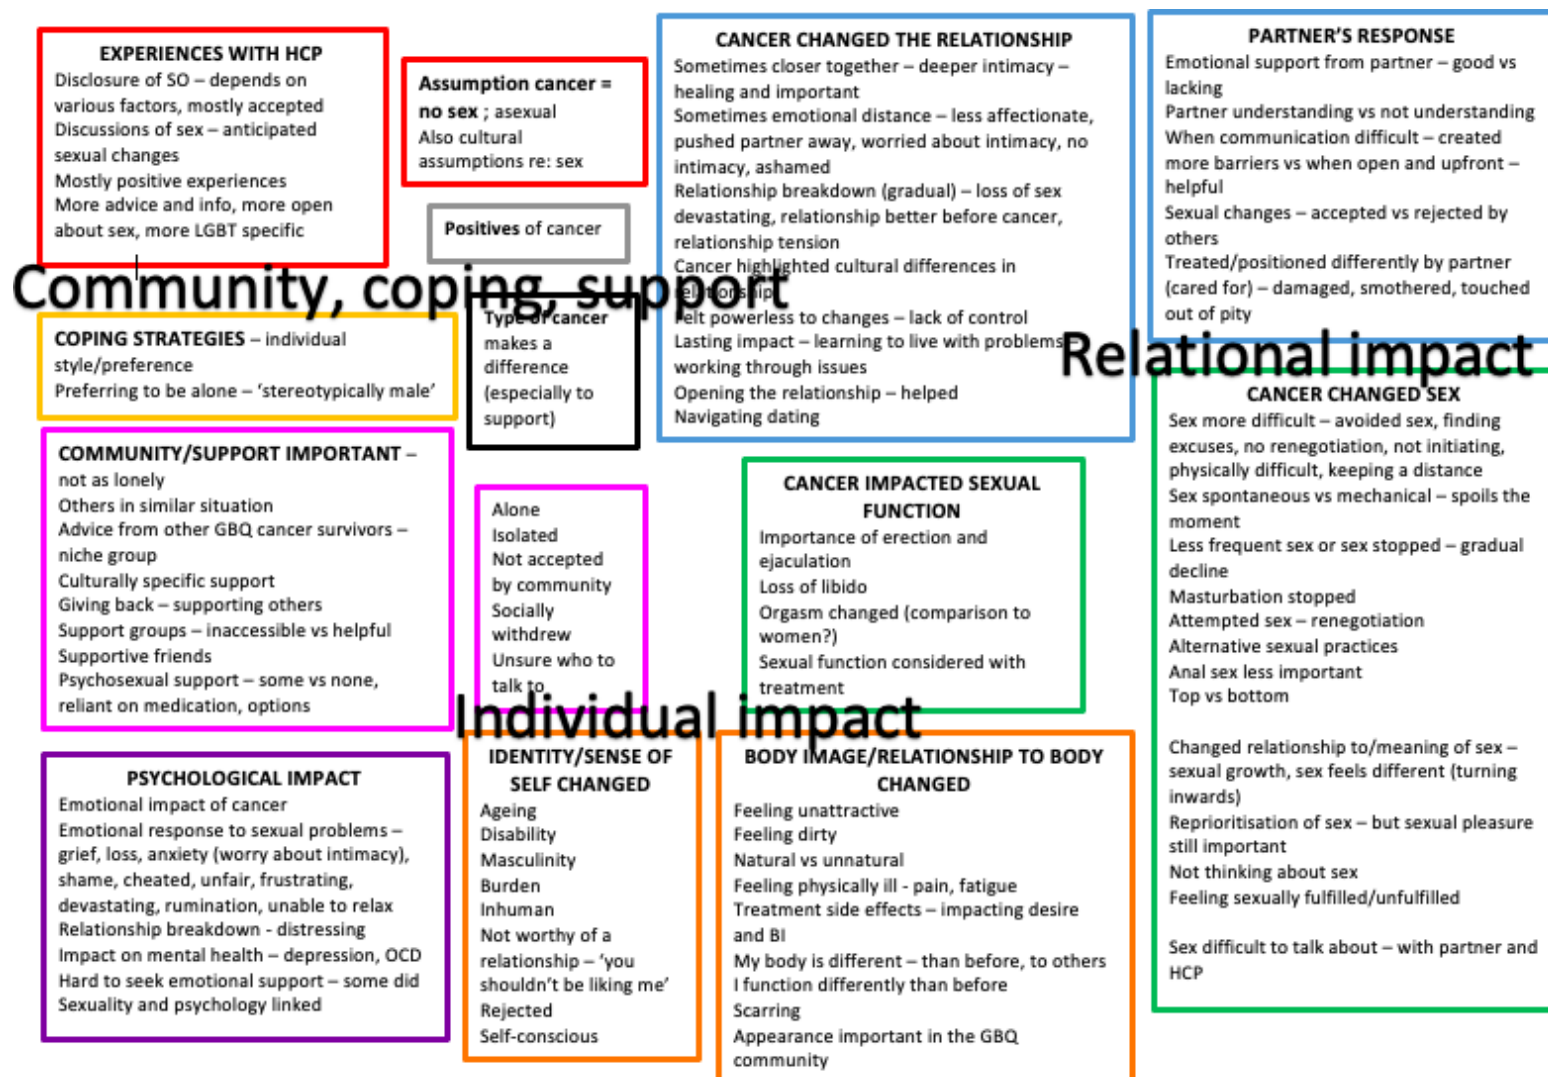 EXPERIENCES WITH HCP
Disclosure of SO – depends on
various factors, mostly accepted
Discussions of sex – anticipated
sexual changes
Mostly positive experiences
More advice and info, more open
about sex, more LGBT specific
Assumption cancer =
no sex ; asexual
Also cultural
assumptions re: sex
Positives of cancer
CANCER CHANGED THE RELATIONSHIP
Sometimes closer together – deeper intimacy –
healing and important
Sometimes emotional distance – less affectionate,
pushed partner away, worried about intimacy, no
intimacy, ashamed
Relationship breakdown (gradual) – loss of sex
devastating, relationship better before cancer,
relationship tension
Cancer highlighted cultural differences in
relationship
Felt powerless to changes – lack of control
Lasting impact – learning to live with problems –
working through issues
Opening the relationship – helped
Navigating dating
PARTNER'S RESPONSE
Emotional support from partner – good vs
lacking
Partner understanding vs not understanding
When communication difficult – created
more barriers vs when open and upfront –
helpful
Sexual changes – accepted vs rejected by
others
Treated/positioned differently by partner
(cared for) – damaged, smothered, touched
out of pity
Community, coping, support
Relational impact
COPING STRATEGIES – individual
style/preference
Preferring to be alone – 'stereotypically male'
Type of cancer
makes a
difference
(especially to
support)
COMMUNITY/SUPPORT IMPORTANT –
not as lonely
Others in similar situation
Advice from other GBQ cancer survivors –
niche group
Culturally specific support
Giving back – supporting others
Support groups – inaccessible vs helpful
Supportive friends
Psychosexual support – some vs none,
reliant on medication, options
Alone
Isolated
Not accepted
by community
Socially
withdrew
Unsure who to
talk to
CANCER IMPACTED SEXUAL
FUNCTION
Importance of erection and
ejaculation
Loss of libido
Orgasm changed (comparison to
women?)
Sexual function considered with
treatment
CANCER CHANGED SEX
Sex more difficult – avoided sex, finding
excuses, no renegotiation, not initiating,
physically difficult, keeping a distance
Sex spontaneous vs mechanical – spoils the
moment
Less frequent sex or sex stopped – gradual
decline
Masturbation stopped
Attempted sex – renegotiation
Alternative sexual practices
Anal sex less important
Top vs bottom
Changed relationship to/meaning of sex –
sexual growth, sex feels different (turning
inwards)
Reprioritisation of sex – but sexual pleasure
still important
Not thinking about sex
Feeling sexually fulfilled/unfulfilled
Sex difficult to talk about – with partner and
HCP
Individual impact
PSYCHOLOGICAL IMPACT
Emotional impact of cancer
Emotional response to sexual problems –
grief, loss, anxiety (worry about intimacy),
shame, cheated, unfair, frustrating,
devastating, rumination, unable to relax
Relationship breakdown - distressing
Impact on mental health – depression, OCD
Hard to seek emotional support – some did
Sexuality and psychology linked
IDENTITY/SENSE OF
SELF CHANGED
Ageing
Disability
Masculinity
Burden
Inhuman
Not worthy of a
relationship – 'you
shouldn't be liking me'
Rejected
Self-conscious
BODY IMAGE/RELATIONSHIP TO BODY
CHANGED
Feeling unattractive
Feeling dirty
Natural vs unnatural
Feeling physically ill - pain, fatigue
Treatment side effects – impacting desire
and BI
My body is different – than before, to others
I function differently than before
Scarring
Appearance important in the GBQ
community